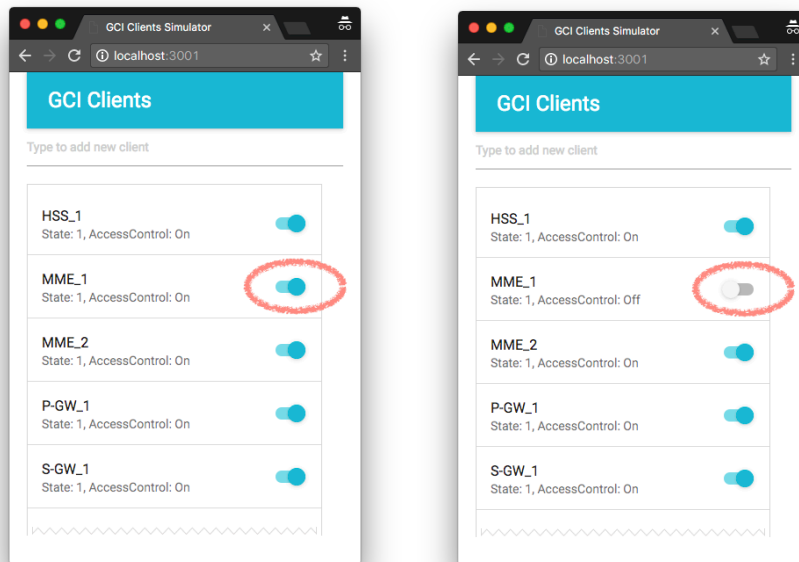 GCI Clients Simulator
localhost:3001
GCI Clients
Type to add new client
HSS_1
State: 1, AccessControl: On
MME_1
State: 1, AccessControl: On
MME_2
State: 1, AccessControl: On
P-GW_1
State: 1, AccessControl: On
S-GW_1
State: 1, AccessControl: On
GCI Clients Simulator
localhost:3001
GCI Clients
Type to add new client
HSS_1
State: 1, AccessControl: On
MME_1
State: 1, AccessControl: Off
MME_2
State: 1, AccessControl: On
P-GW_1
State: 1, AccessControl: On
S-GW_1
State: 1, AccessControl: On